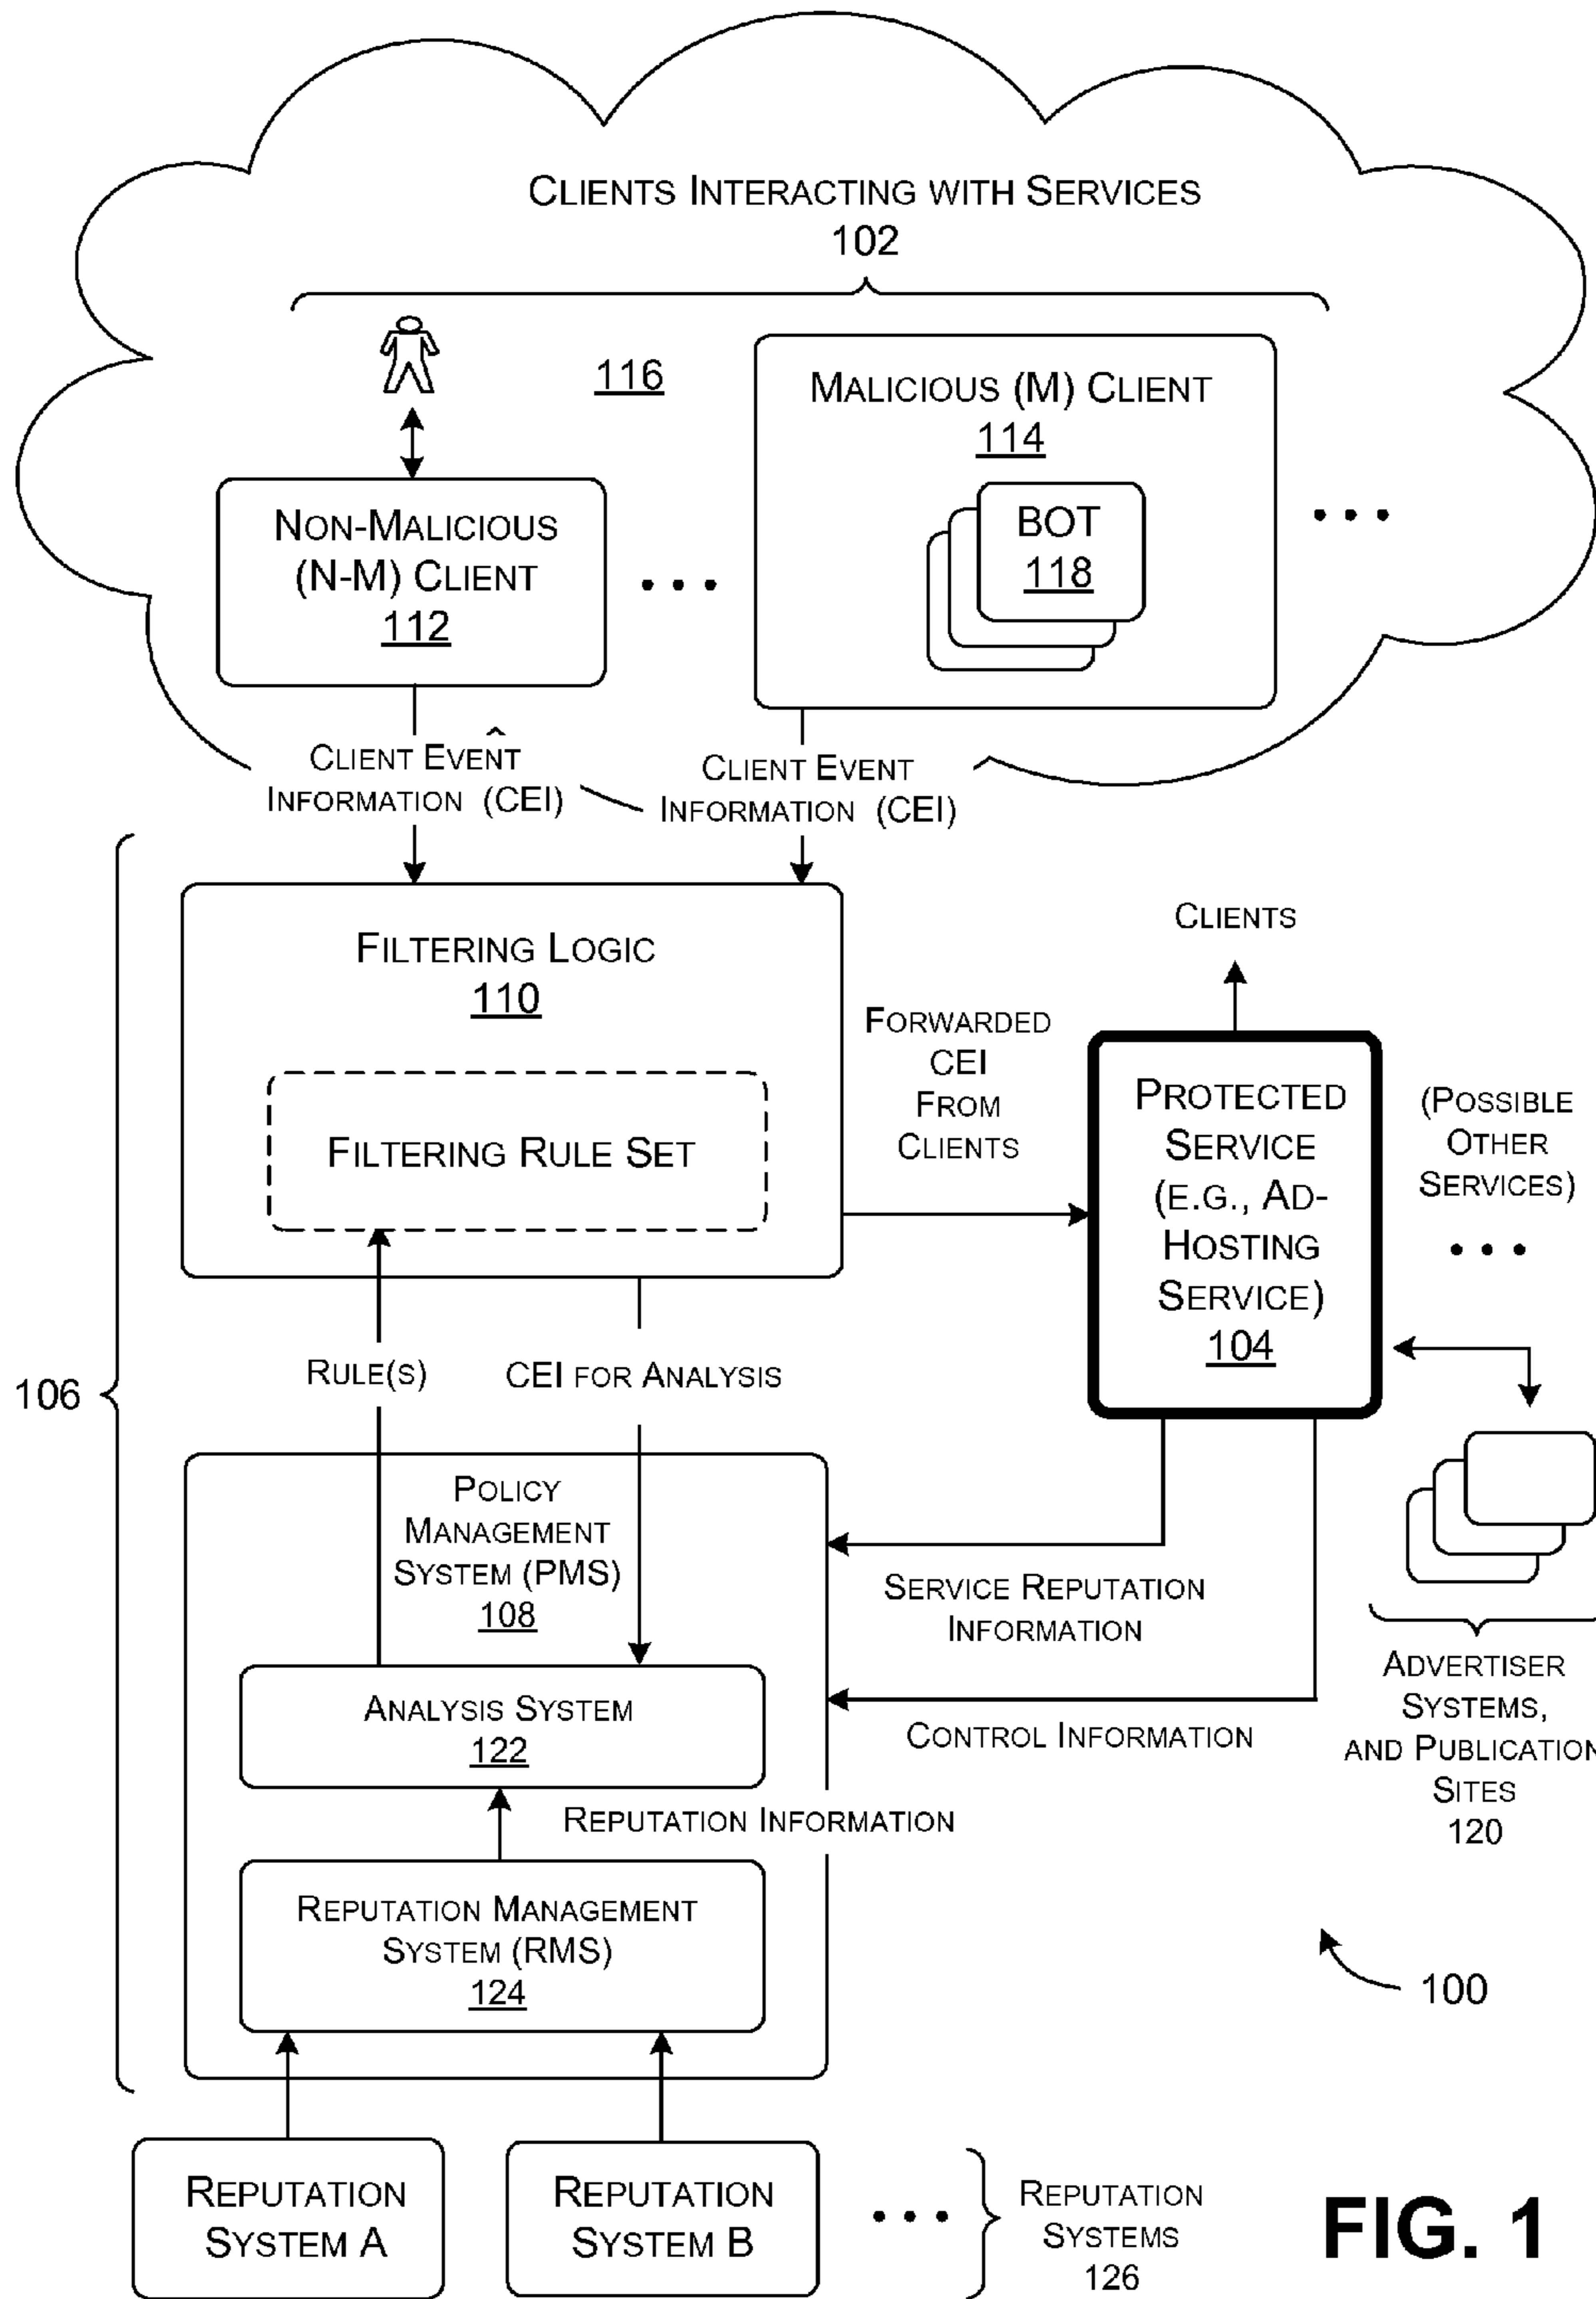 Clients Interacting with Services
102
116
Malicious (M) Client
114
BOT
118
Non-Malicious
(N-M) Client
112
Client Event
Information (CEI)
Client Event
Information (CEI)
Filtering Logic
110
Filtering Rule Set
Forwarded
CEI
From
Clients
Clients
Protected
Service
(e.g., Ad-
Hosting
Service)
104
(Possible
Other
Services)
106
Rule(s)
CEI for Analysis
Policy
Management
System (PMS)
108
Service Reputation
Information
Analysis System
122
Control Information
Advertiser
Systems,
and Publication
Sites
120
Reputation Information
Reputation Management
System (RMS)
124
100
Reputation
System A
Reputation
System B
Reputation
Systems
126
FIG. 1